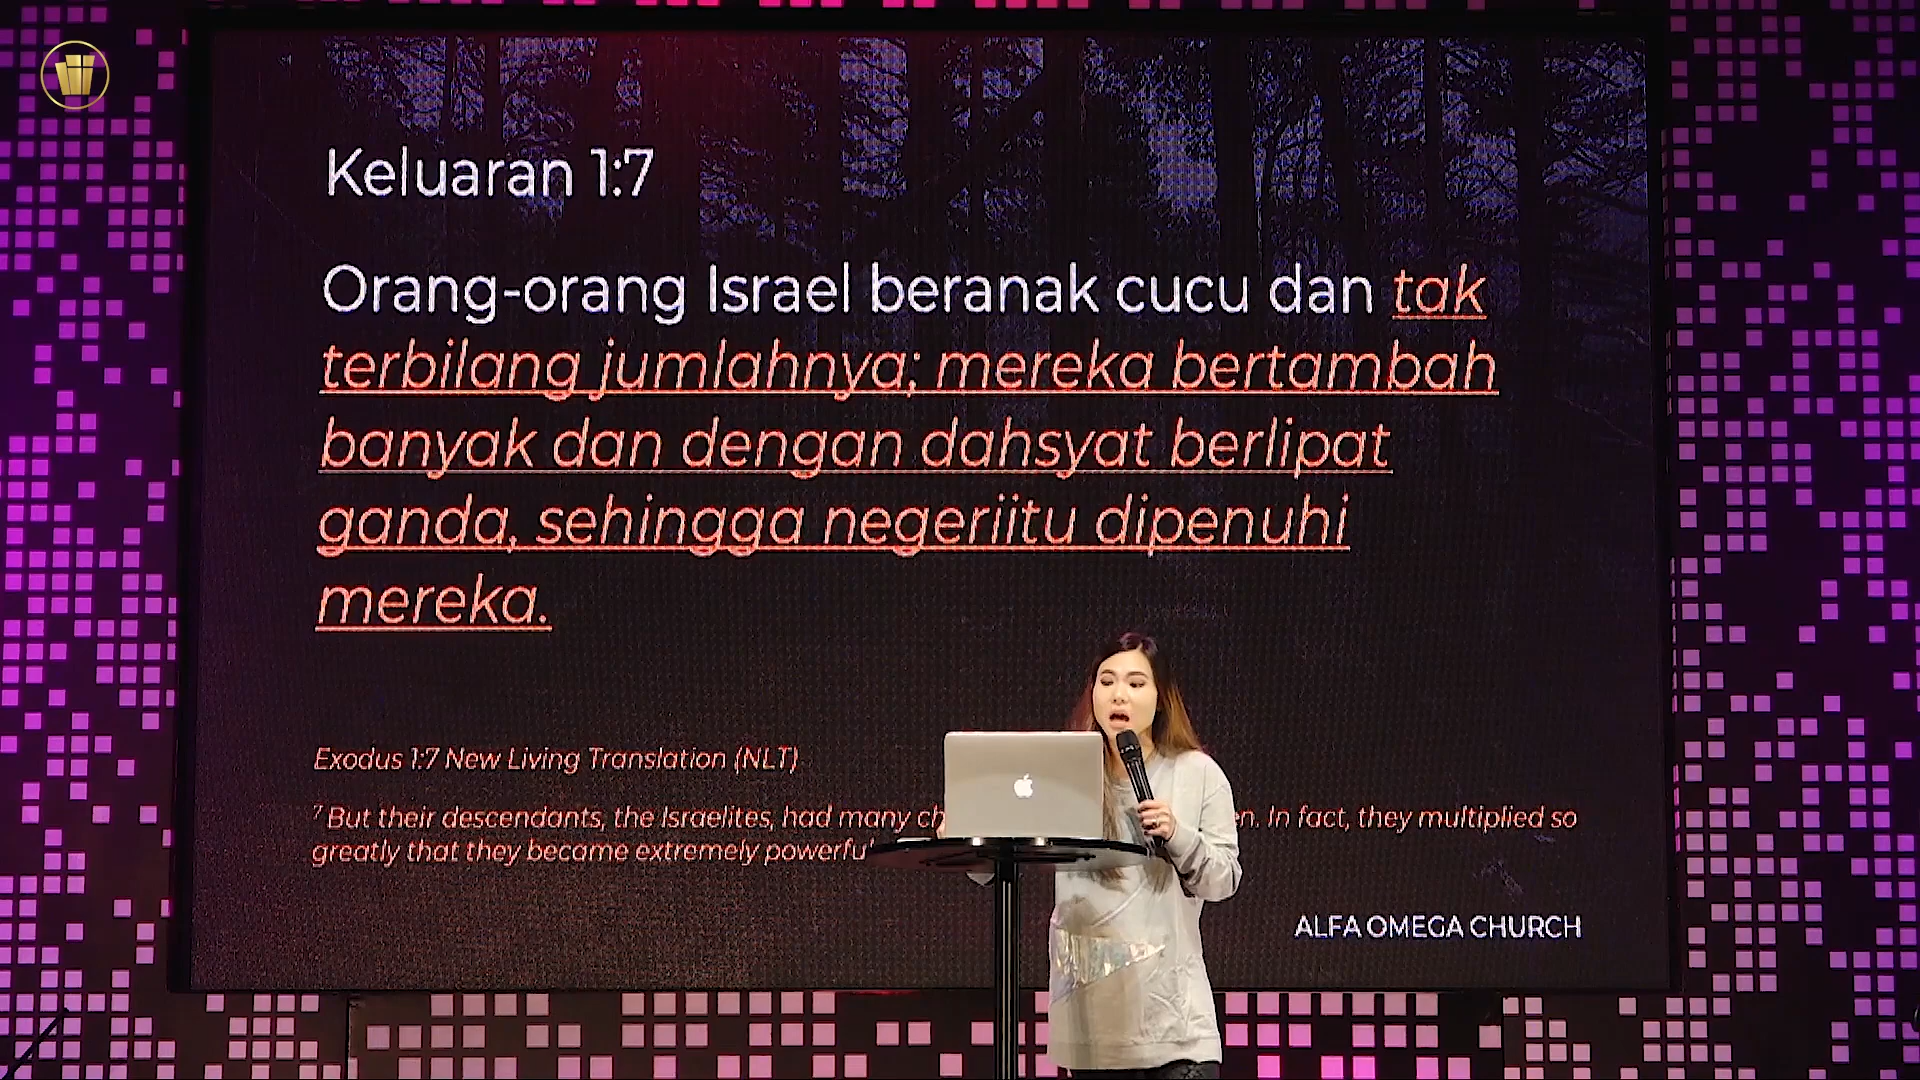 Keluaran 1:7
Orang-orang Israel beranak cucu dan tak
terbilang jumlahnya; mereka bertambah
banyak dan dengan dahsyat berlipat
ganda, sehingga negeriitu dipenuhi
mereka.
Exodus 1:7 New Living Translation (NLT)
7 But their descendants, the Israelites, had many In fact, they multiplied so
greatly that they became extremely
ALFA OMEGA CHURCH